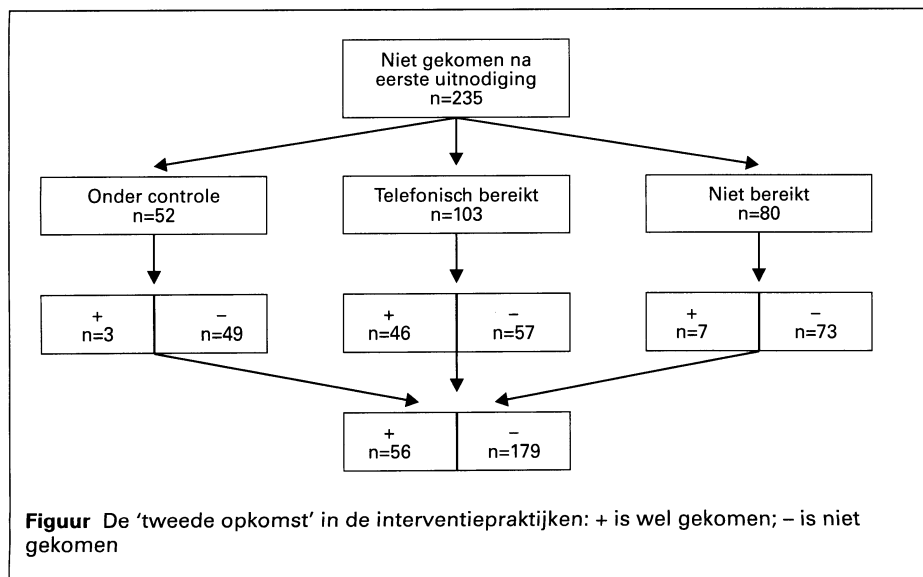 Niet gekomen na
eerste uitnodiging
n=235
Onder controle
n=52
Telefonisch bereikt
n=103
Niet bereikt
n=80
+ –
n=3 n=49
+ –
n=46 n=57
+ –
n=7 n=73
+ –
n=56 n=179
Figuur De ‘tweede opkomst’ in de interventiepraktijken: + is wel gekomen; – is niet
gekomen